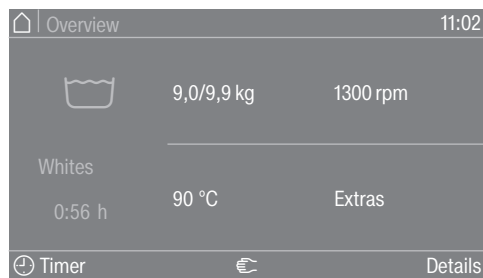 Overview 11:02
9,0/9,9 kg 1300 rpm
Whites
90 °C Extras
0:56 h
Timer Details